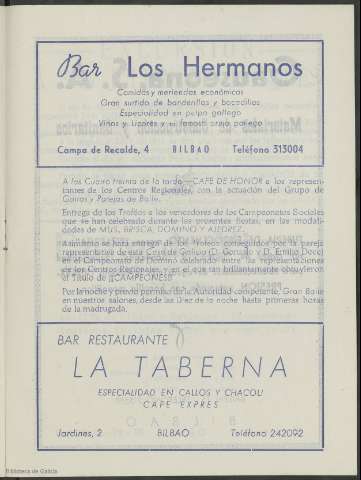 Bar Los Hermanos
Comidas y meriendas económicas
Gran surtido de banderillas y bocadillos
Especialidad en pulpo gallego
Vinos y licores y el famoso orujo gallego
Campa de Recalde, 4 BILBAO Teléfono 313004
A las Cuatro treinta de la tarde.—CAFE DE HONOR a los represen-
tantes de los Centros Regionales, con la actuación del Grupo de
Gaitas y Parejas de Baile.
Entrega de los Trofeos a los vencedores de los Campeonatos Sociales
que se han celebrado durante las presentes fiestas, en las modali-
dades de MUS, BRISCA, DOMINO Y AJEDREZ.
Asimismo se hará entrega del Trofeo conseguido por la pareja
representativa de esta Casa de Galicia (D. Gonzalo y D. Emilio Doce)
en el Campeonato de Dominó celebrado entre las representaciones
de los Centros Regionales, y en el que tan brillantemente obtuvieron
el Título de ¡¡CAMPEONES!!
Por la noche y previo permiso de la Autoridad competente, Gran Baile
en nuestros salones, desde las Diez de la noche hasta primeras horas
de la madrugada.
BAR RESTAURANTE
LA TABERNA
ESPECIALIDAD EN CALLOS Y CHACOLI
CAFE EXPRES
Jardines, 2 BILBAO Teléfono 242092
Biblioteca de Galicia